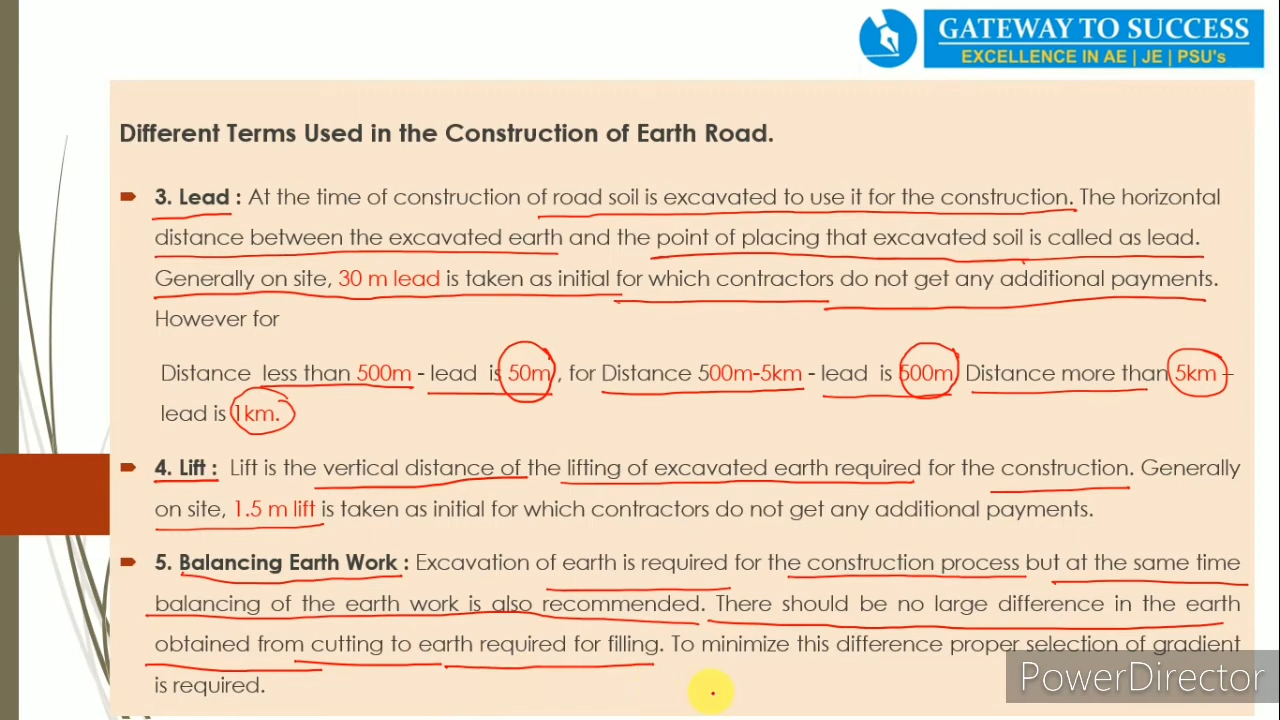 GATEWAY TO SUCCESS
EXCELLENCE IN AE | JE | PSU's
Different Terms Used in the Construction of Earth Road.
3. Lead : At the time of construction of road soil is excavated to use it for the construction. The horizontal
distance between the excavated earth and the point of placing that excavated soil is called as lead.
Generally on site, 30 m lead is taken as initial for which contractors do not get any additional payments.
However for
Distance less than 500m - lead is 50m , for Distance 500m-5km - lead is 500m Distance more than 5km –
lead is 1km.
4. Lift : Lift is the vertical distance of the lifting of excavated earth required for the construction. Generally
on site, 1.5 m lift is taken as initial for which contractors do not get any additional payments.
5. Balancing Earth Work : Excavation of earth is required for the construction process but at the same time
balancing of the earth work is also recommended. There should be no large difference in the earth
obtained from cutting to earth required for filling. To minimize this difference proper selection of gradient
is required.
PowerDirector